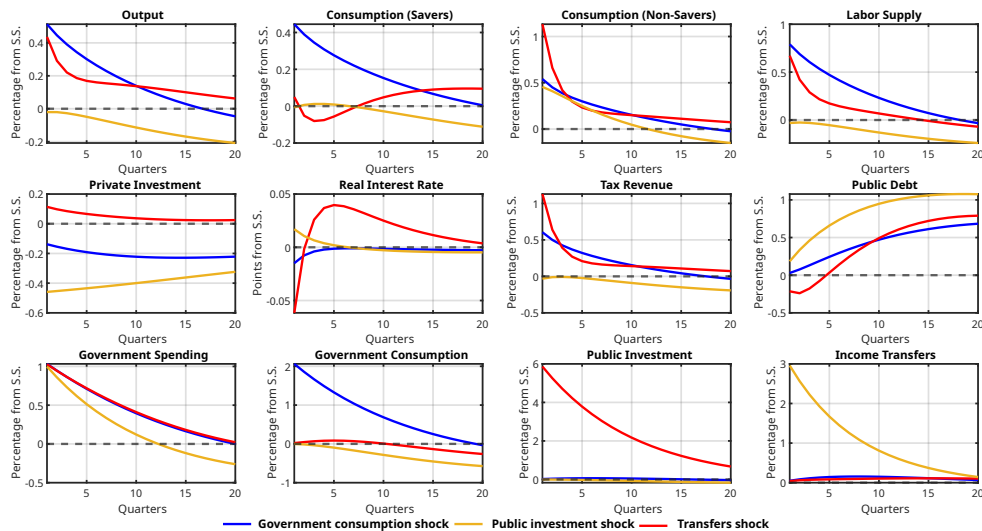 Output
Percentage from S.S.
0.4
0.2
0
-0.2
5
10
15
20
Quarters
Consumption (Savers)
Percentage from S.S.
0.4
0.2
0
-0.2
5
10
15
20
Quarters
Consumption (Non-Savers)
Percentage from S.S.
1
0.5
0
5
10
15
20
Quarters
Labor Supply
Percentage from S.S.
1
0.5
0
5
10
15
20
Quarters
Private Investment
Percentage from S.S.
0.2
0
-0.2
-0.4
-0.6
5
10
15
20
Quarters
Real Interest Rate
Points from S.S.
0.05
0
-0.05
5
10
15
20
Quarters
Tax Revenue
Percentage from S.S.
1
0.5
0
-0.5
5
10
15
20
Quarters
Public Debt
Percentage from S.S.
1
0.5
0
-0.5
5
10
15
20
Quarters
Government Spending
Percentage from S.S.
1
0.5
0
-0.5
5
10
15
20
Quarters
Government Consumption
Percentage from S.S.
2
1
0
-1
5
10
15
20
Quarters
Public Investment
Percentage from S.S.
6
4
2
0
5
10
15
20
Quarters
Income Transfers
Percentage from S.S.
3
2
1
0
5
10
15
20
Quarters
Government consumption shock
Public investment shock
Transfers shock